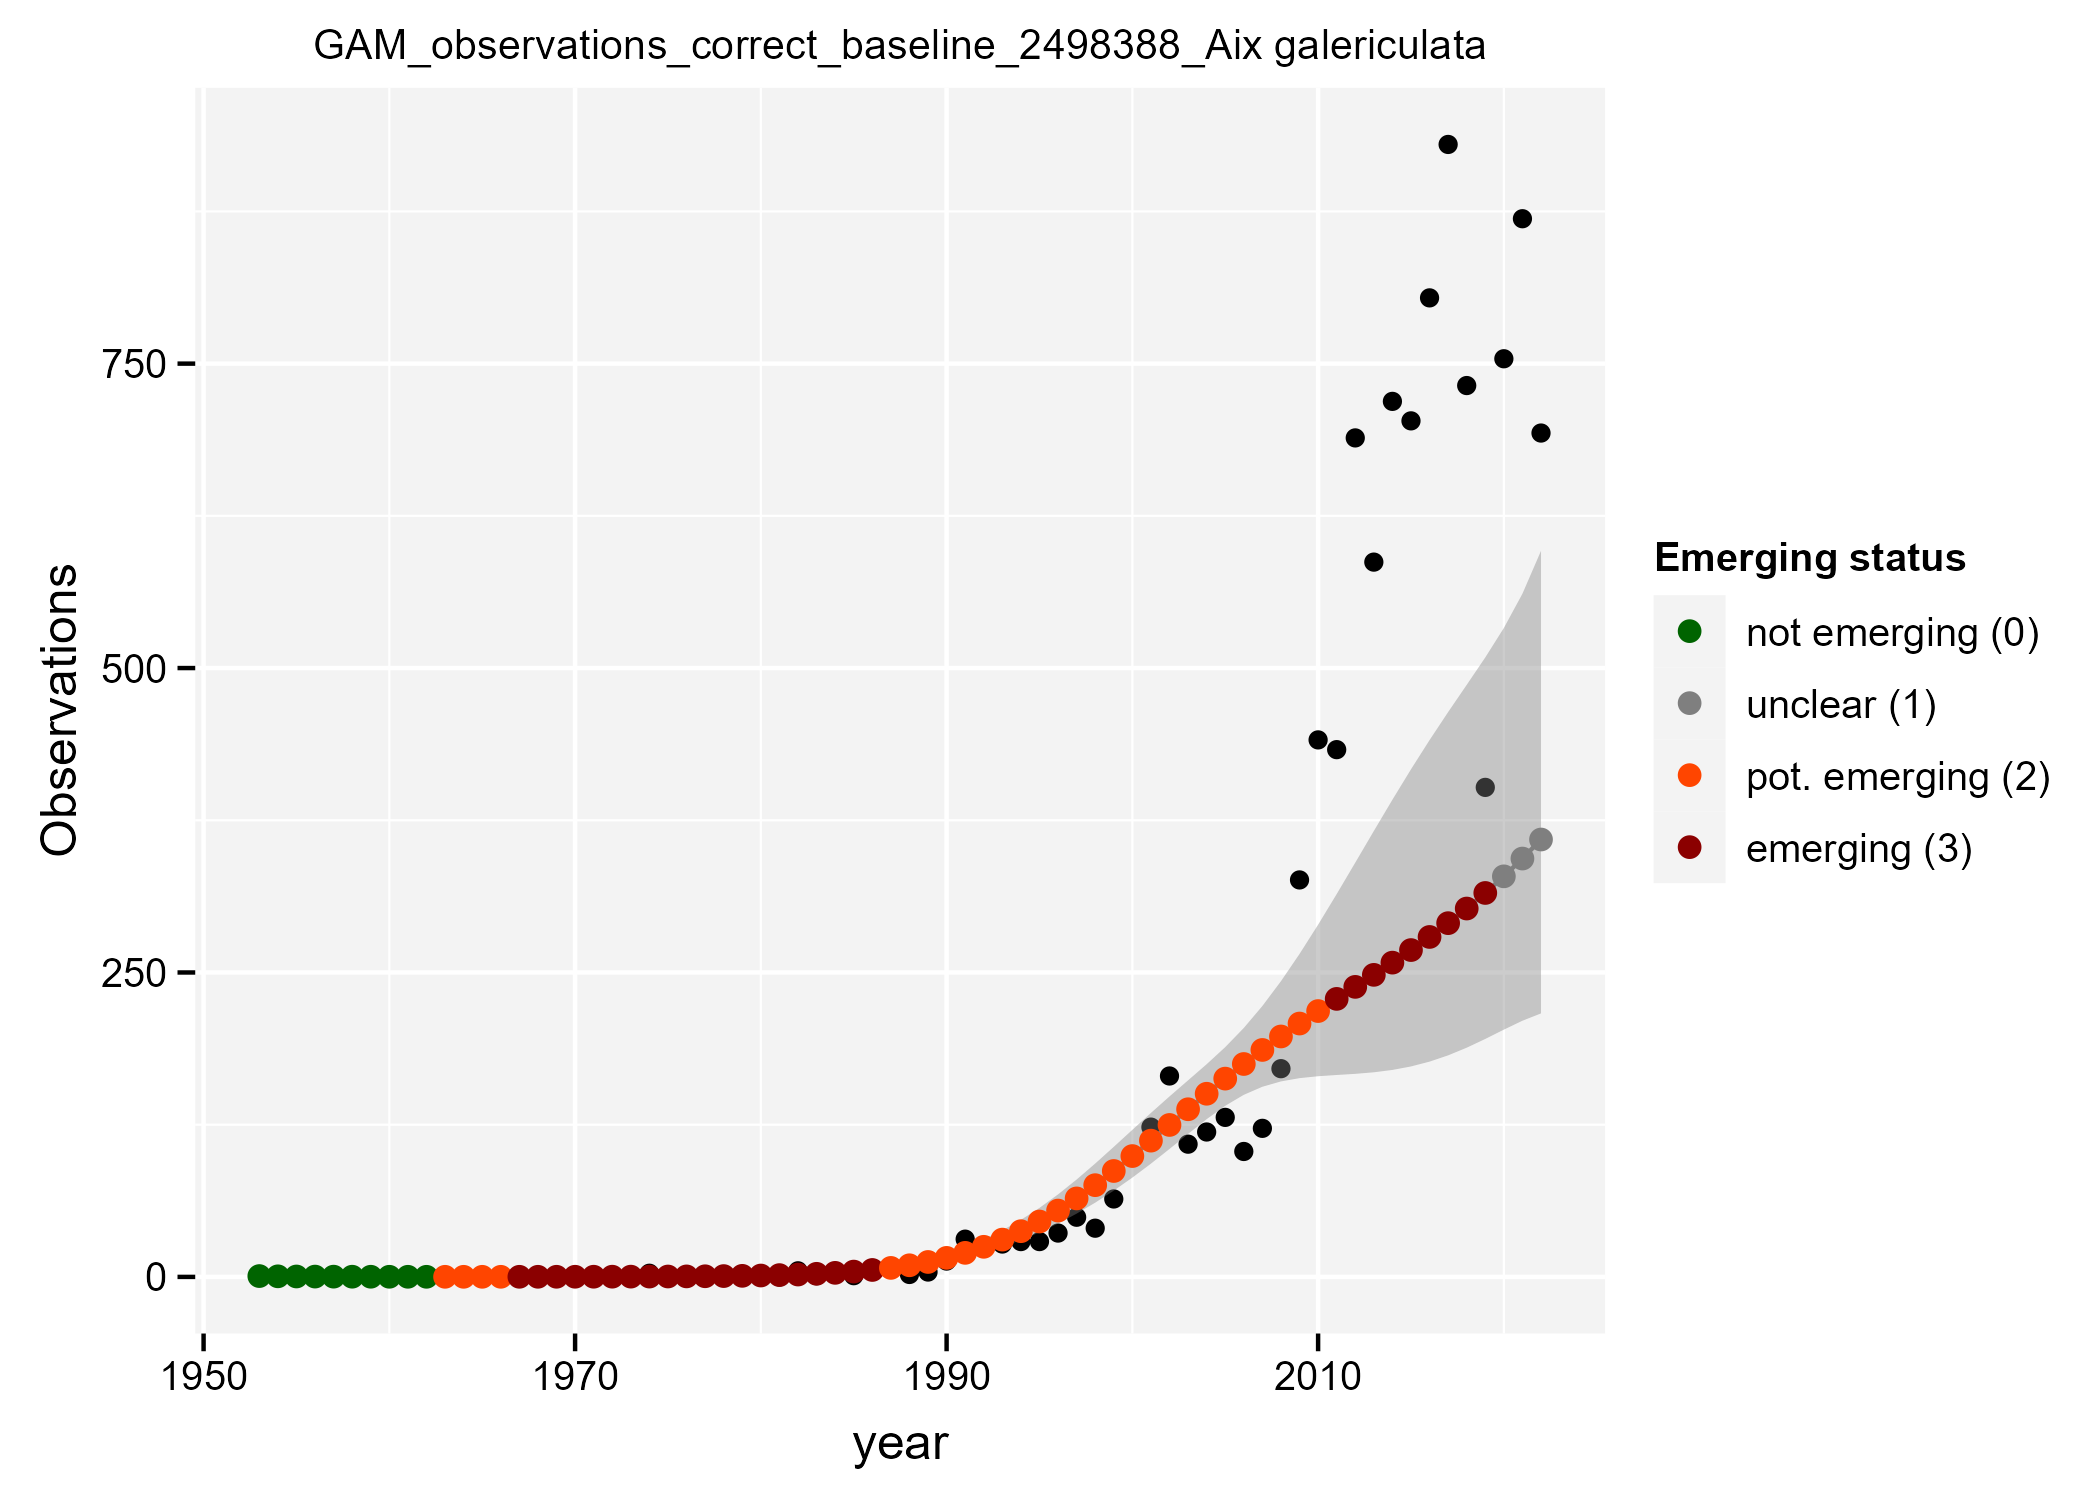 GAM_observations_correct_baseline_2498388_Aix galericulata
Observations
750
500
250
0
1950 1970 1990 2010
year
Emerging status
not emerging (0)
unclear (1)
pot. emerging (2)
emerging (3)